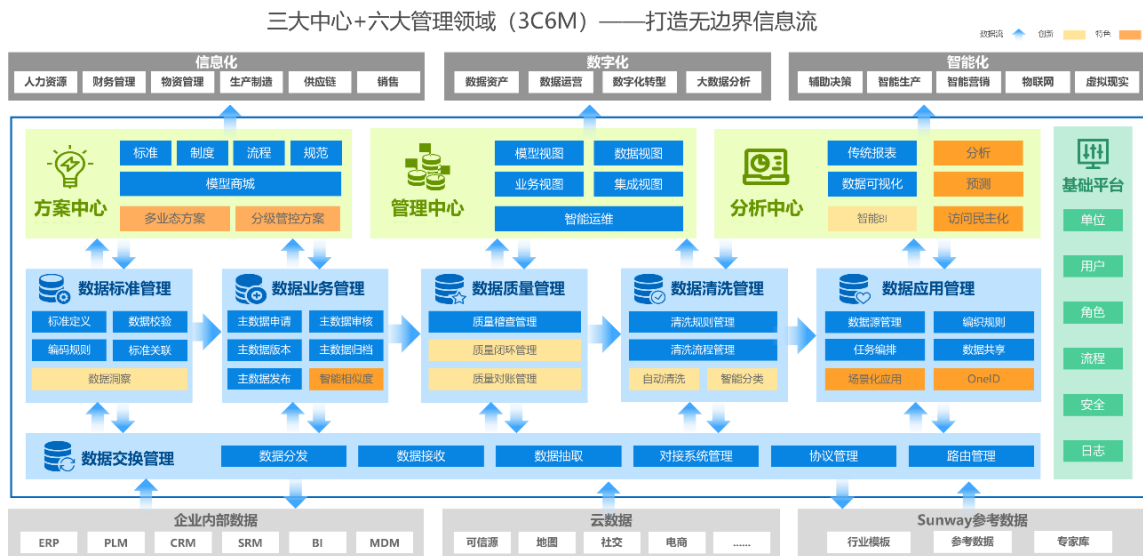 三大中心+六大管理领域（3C6M）——打造无边界信息流
数据流 创新 特色
信息化 数字化 智能化
人力资源 财务管理 物资管理 生产制造 供应链 销售 数据资产 数据运营 数字化转型 大数据分析 辅助决策 智能生产 智能营销 物联网 虚拟现实
方案中心
标准 制度 流程 规范
模型商城
多业态方案 分级管控方案
管理中心
模型视图 数据视图
业务视图 集成视图
智能运维
分析中心
传统报表 分析
数据可视化 预测
智能BI 访问民主化
基础平台
单位
用户
角色
流程
安全
日志
数据标准管理
标准定义 数据校验
编码规则 标准关联
数据洞察
数据业务管理
主数据申请 主数据审核
主数据版本 主数据归档
主数据发布 智能相似度
数据质量管理
质量稽查管理
质量闭环管理
质量对账管理
数据清洗管理
清洗规则管理
清洗流程管理
自动清洗 智能分类
数据应用管理
数据源管理 编织规则
任务编排 数据共享
场景化应用 OneID
数据交换管理 数据分发 数据接收 数据抽取 对接系统管理 协议管理 路由管理
企业内部数据
ERP PLM CRM SRM BI MDM
云数据
可信源 地图 社交 电商 ......
Sunway参考数据
行业模板 参考数据 专家库